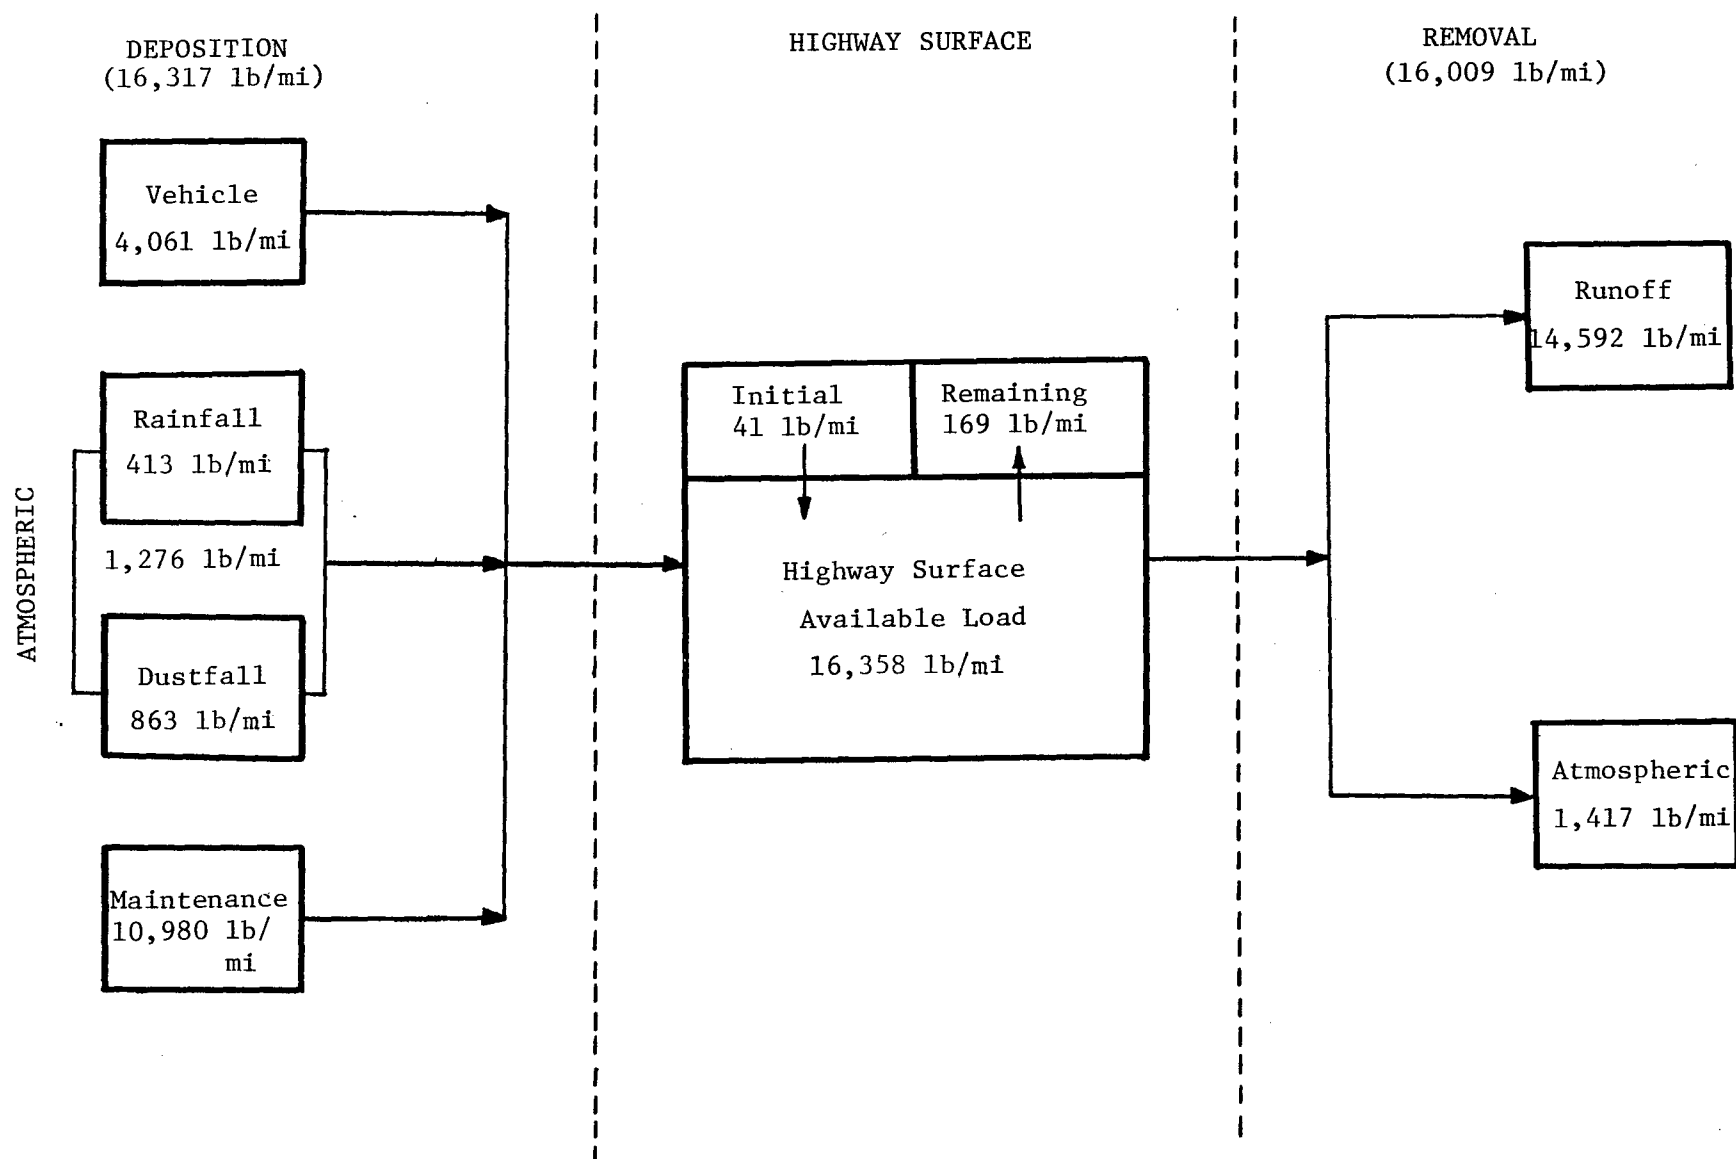 DEPOSITION
(16,317 lb/mi)
HIGHWAY SURFACE
REMOVAL
(16,009 lb/mi)
Vehicle
4,061 lb/mi
ATMOSPHERIC
Rainfall
413 lb/mi
1,276 lb/mi
Dustfall
863 lb/mi
Maintenance
10,980 lb/
mi
Initial
41 lb/mi
Remaining
169 lb/mi
Highway Surface
Available Load
16,358 lb/mi
Runoff
14,592 lb/mi
Atmospheric
1,417 lb/mi